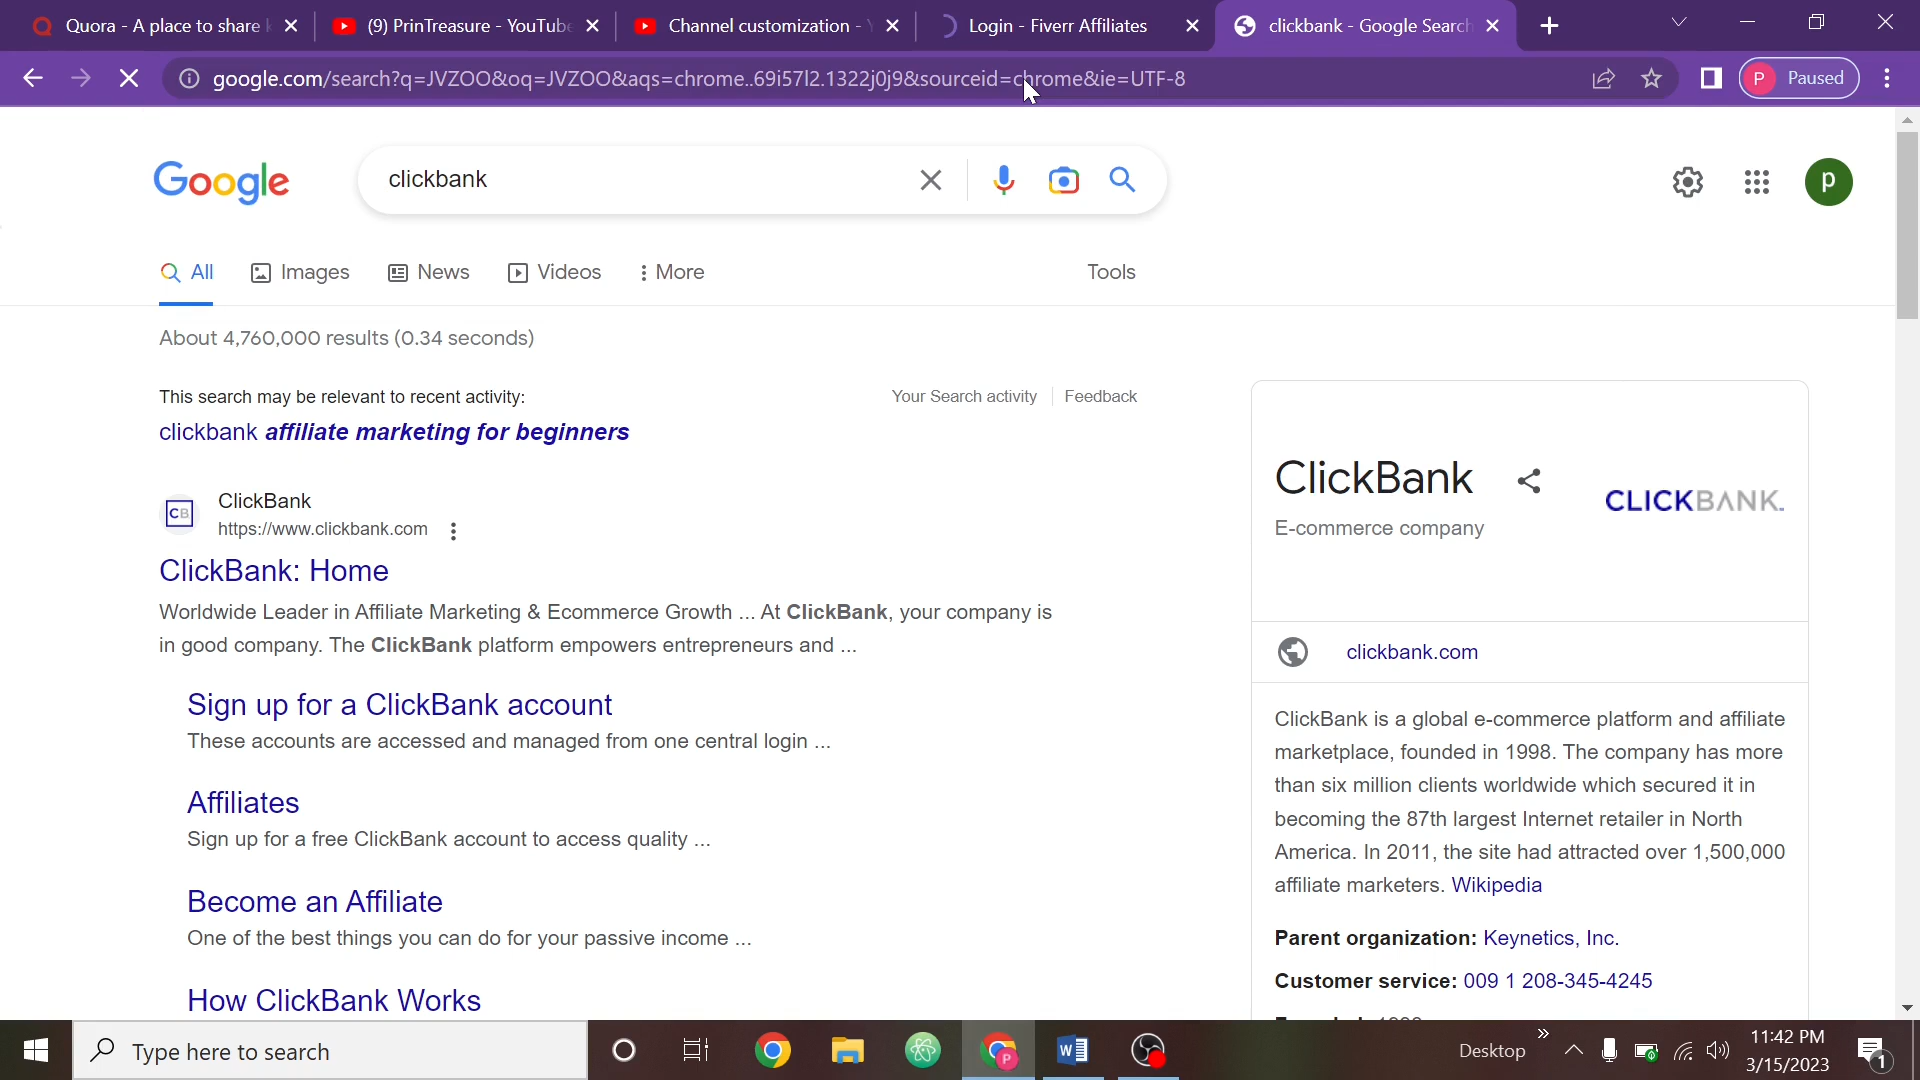 Quora - A place to share
(9) PrinTreasure - YouTube
Channel customization -
Login - Fiverr Affiliates
clickbank - Google Search
google.com/search?q=JVZOO&oq=JVZOO&aqs=chrome..69i57l2.1322j0j9&sourceid=chrome&ie=UTF-8
P Paused
Google
clickbank
p
All Images News Videos More Tools
About 4,760,000 results (0.34 seconds)
This search may be relevant to recent activity: Your Search activity Feedback
clickbank affiliate marketing for beginners
CB
ClickBank
https://www.clickbank.com
ClickBank: Home
Worldwide Leader in Affiliate Marketing & Ecommerce Growth ... At ClickBank, your company is
in good company. The ClickBank platform empowers entrepreneurs and ...
Sign up for a ClickBank account
These accounts are accessed and managed from one central login ...
Affiliates
Sign up for a free ClickBank account to access quality ...
Become an Affiliate
One of the best things you can do for your passive income ...
How ClickBank Works
ClickBank
E-commerce company
CLICKBANK.
clickbank.com
ClickBank is a global e-commerce platform and affiliate
marketplace, founded in 1998. The company has more
than six million clients worldwide which secured it in
becoming the 87th largest Internet retailer in North
America. In 2011, the site had attracted over 1,500,000
affiliate marketers. Wikipedia
Parent organization: Keynetics, Inc.
Customer service: 009 1 208-345-4245
Type here to search
P
W
Desktop
11:42 PM
3/15/2023
1